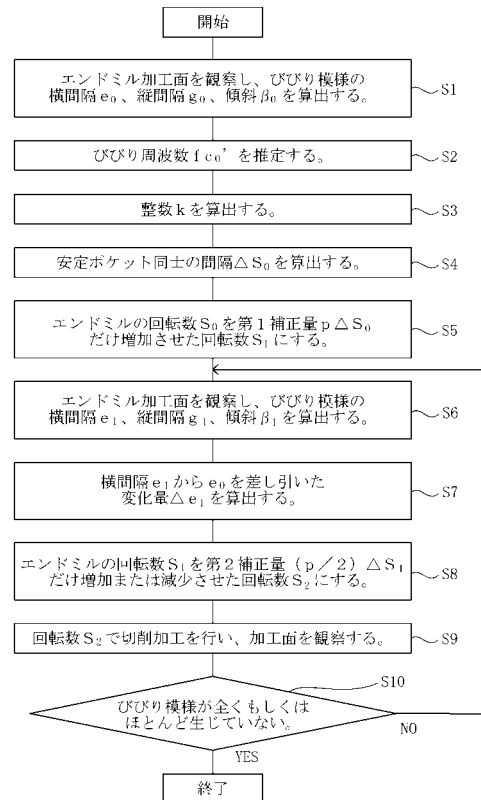 開始
エンドミル加工面を観察し、びびり模様の
横間隔e₀、縦間隔g₀、傾斜β₀を算出する。
S1
びびり周波数fc₀’を推定する。
S2
整数kを算出する。
S3
安定ポケット同士の間隔△S₀を算出する。
S4
エンドミルの回転数S₀を第1補正量p△S₀
だけ増加させた回転数S₁にする。
S5
エンドミル加工面を観察し、びびり模様の
横間隔e₁、縦間隔g₁、傾斜β₁を算出する。
S6
横間隔e₁からe₀を差し引いた
変化量△e₁を算出する。
S7
エンドミルの回転数S₁を第2補正量(p/2)△S₁
だけ増加または減少させた回転数S₂にする。
S8
回転数S₂で切削加工を行い、加工面を観察する。
S9
S10
びびり模様が全くもしくは
ほとんど生じていない。
NO
YES
終了